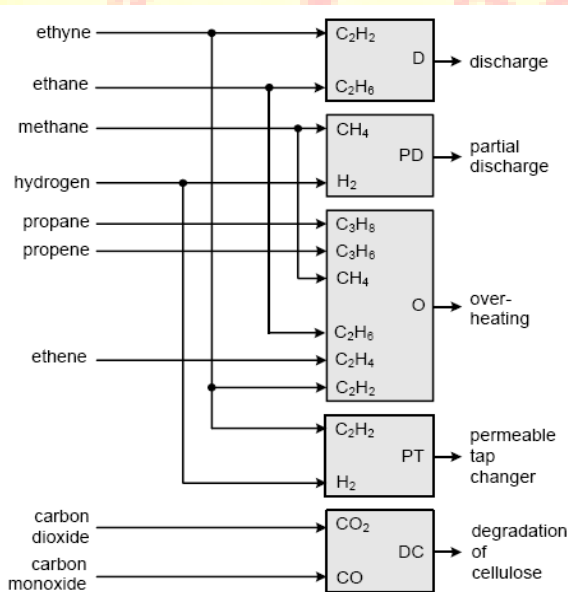 ethyne
C₂H₂
D
discharge
ethane
C₂H₆
methane
CH₄
PD
partial
discharge
hydrogen
H₂
propane
C₃H₈
propene
C₃H₆
CH₄
O
over-
heating
C₂H₆
ethene
C₂H₄
C₂H₂
C₂H₂
PT
permeable
tap
changer
H₂
carbon
dioxide
CO₂
DC
degradation
of
cellulose
carbon
monoxide
CO